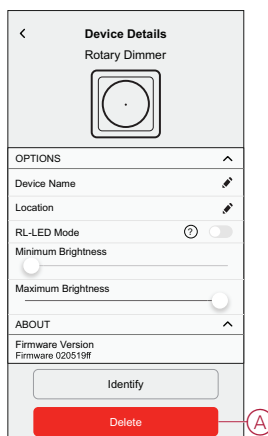 Device Details
Rotary Dimmer
OPTIONS
Device Name
Location
RL-LED Mode ?
Minimum Brightness
Maximum Brightness
ABOUT
Firmware Version
Firmware 020519ff
Identify
Delete
A